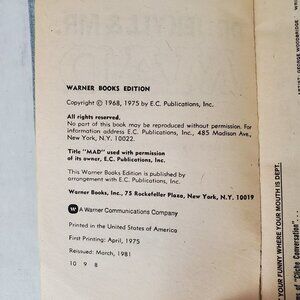 WARNER BOOKS EDITION
Copyright © 1968, 1975 by E.C. Publications, Inc.
All rights reserved.
No part of this book may be reproduced without permission. For
information address E.C. Publications, Inc., 485 Madison Ave.,
New York, N.Y. 10022.
Title "MAD" used with permission
of its owner, E.C. Publications, Inc.
This Warner Books Edition is published by
arrangement with E.C. Publications, Inc.
Warner Books, Inc., 75 Rockefeller Plaza, New York, N.Y. 10019
A Warner Communications Company
Printed in the United States of America
First Printing: April, 1975
Reissued: March, 1981
10 9 8
YOUR FUNNY WHERE YOUR MOUTH IS DEPT.
of "Cliche Conversation"